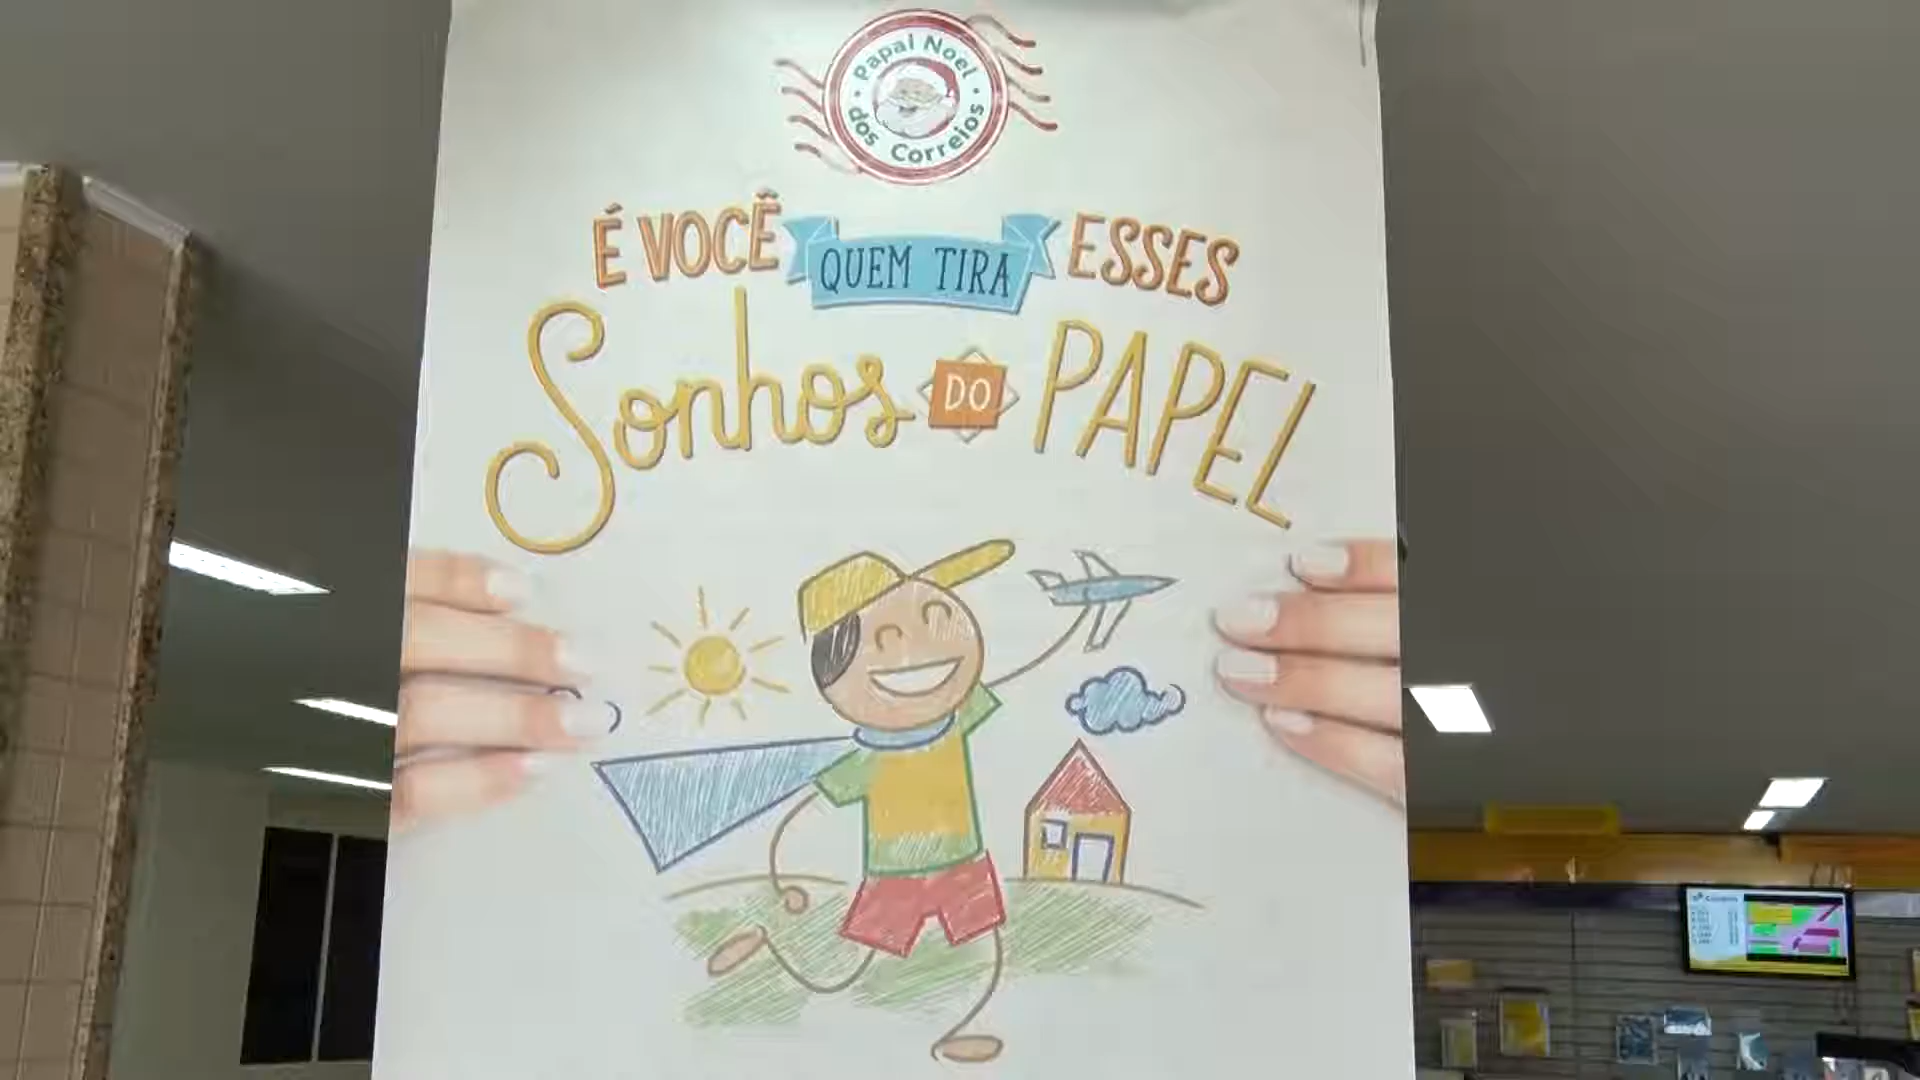 Papai Noel
dos Correios
É VOCÊ QUEM TIRA ESSES
Sonhos DO PAPEL